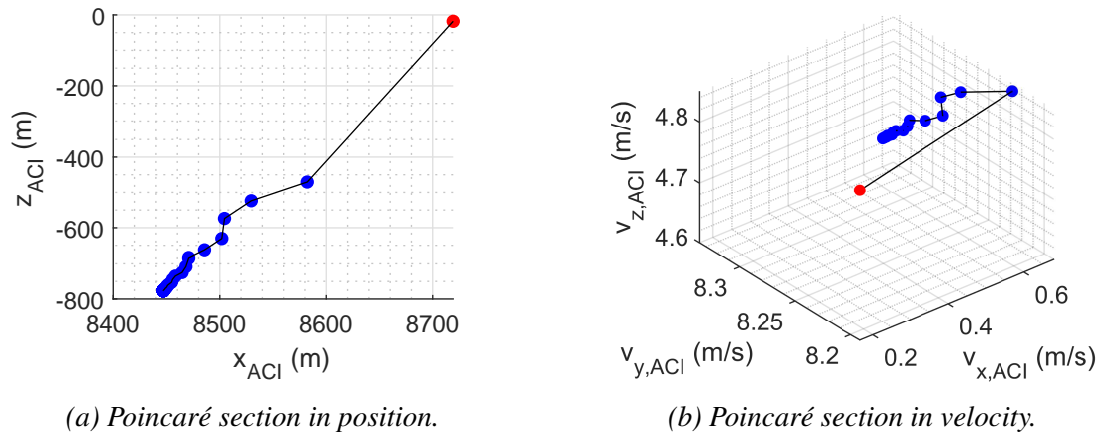 0
-200
-400
-600
-800
z_ACI (m)
8400 8500 8600 8700
x_ACI (m)
4.8
4.7
4.6
v_z,ACI (m/s)
8.3
8.25
8.2
v_y,ACI (m/s)
0.2
0.4
0.6
v_x,ACI (m/s)
(a) Poincaré section in position.
(b) Poincaré section in velocity.